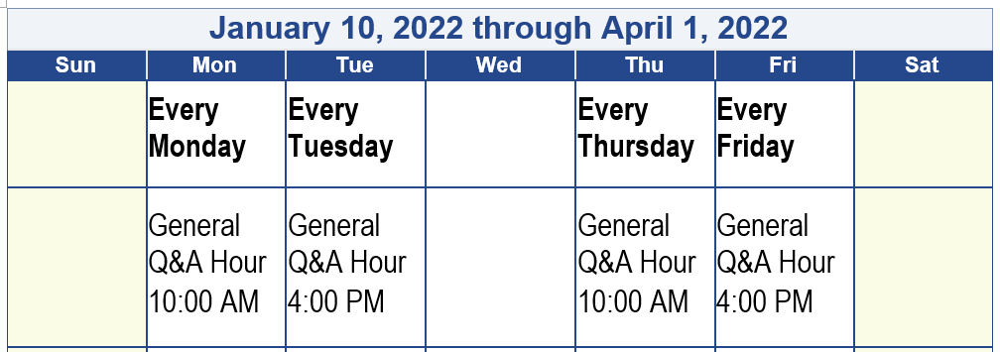 January 10, 2022 through April 1, 2022
Sun Mon Tue Wed Thu Fri Sat
Every Every Every Every
Monday Tuesday Thursday Friday
General General General General
Q&A Hour Q&A Hour Q&A Hour Q&A Hour
10:00 AM 4:00 PM 10:00 AM 4:00 PM